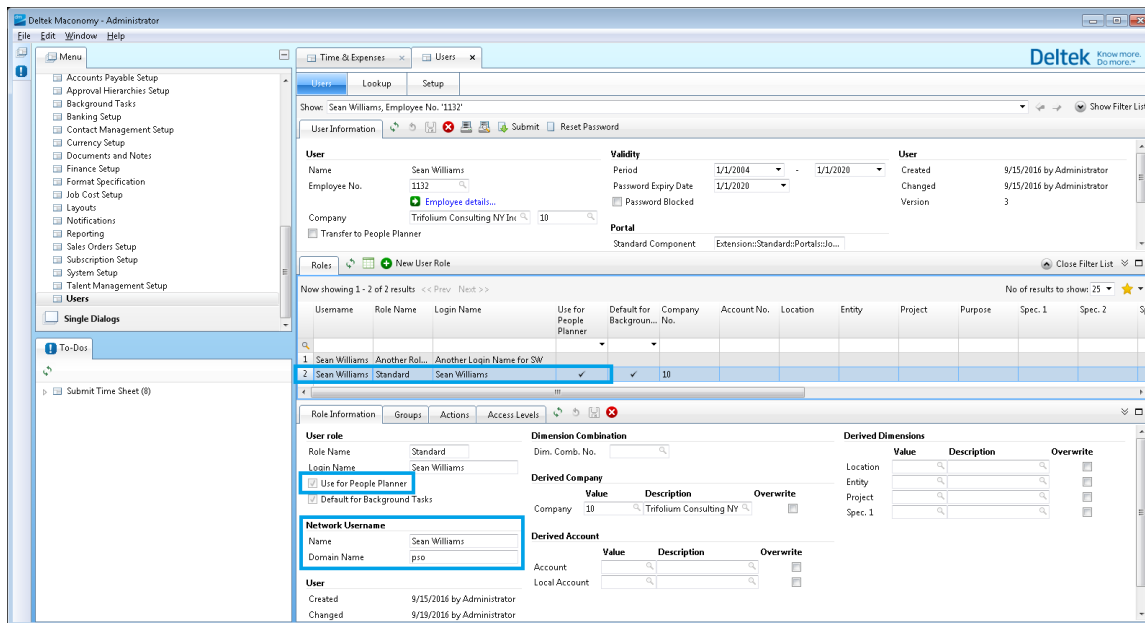 Deltek Maconomy - Administrator
File Edit Window Help
Menu
Accounts Payable Setup
Approval Hierarchies Setup
Background Tasks
Banking Setup
Contact Management Setup
Currency Setup
Documents and Notes
Finance Setup
Format Specification
Job Cost Setup
Layouts
Notifications
Reporting
Sales Orders Setup
Subscription Setup
System Setup
Talent Management Setup
Users
Single Dialogs
To-Dos
Submit Time Sheet (8)
Time & Expenses Users
Deltek Know more. Do more.™
Users Lookup Setup
Show: Sean Williams, Employee No. '1132' Show Filter List
User Information Submit Reset Password
User Validity User
Name Sean Williams Period 1/1/2004 - 1/1/2020 Created 9/15/2016 by Administrator
Employee No. 1132 Password Expiry Date 1/1/2020 Changed 9/15/2016 by Administrator
Employee details... Password Blocked Version 3
Company Trifolium Consulting NY Inc 10
Transfer to People Planner Portal
Standard Component Extension::Standard::Portals::Jo...
Roles New User Role Close Filter List
Now showing 1 - 2 of 2 results << Prev Next >> No of results to show: 25
Username Role Name Login Name Use for People Planner Default for Backgroun... Company No. Account No. Location Entity Project Purpose Spec. 1 Spec. 2 S
1 Sean Williams Another Rol... Another Login Name for SW
2 Sean Williams Standard Sean Williams ✓ ✓ 10
Role Information Groups Actions Access Levels
User role Dimension Combination Derived Dimensions
Role Name Standard Dim. Comb. No. Value Description Overwrite
Login Name Sean Williams Location
Use for People Planner Derived Company Entity
Default for Background Tasks Value Description Overwrite Project
Company 10 Trifolium Consulting NY Spec. 1
Network Username
Name Sean Williams Derived Account
Domain Name pso Value Description Overwrite
Account
User Local Account
Created 9/15/2016 by Administrator
Changed 9/19/2016 by Administrator